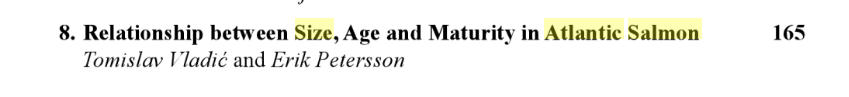 8. Relationship between Size, Age and Maturity in Atlantic Salmon 165
Tomislav Vladić and Erik Petersson